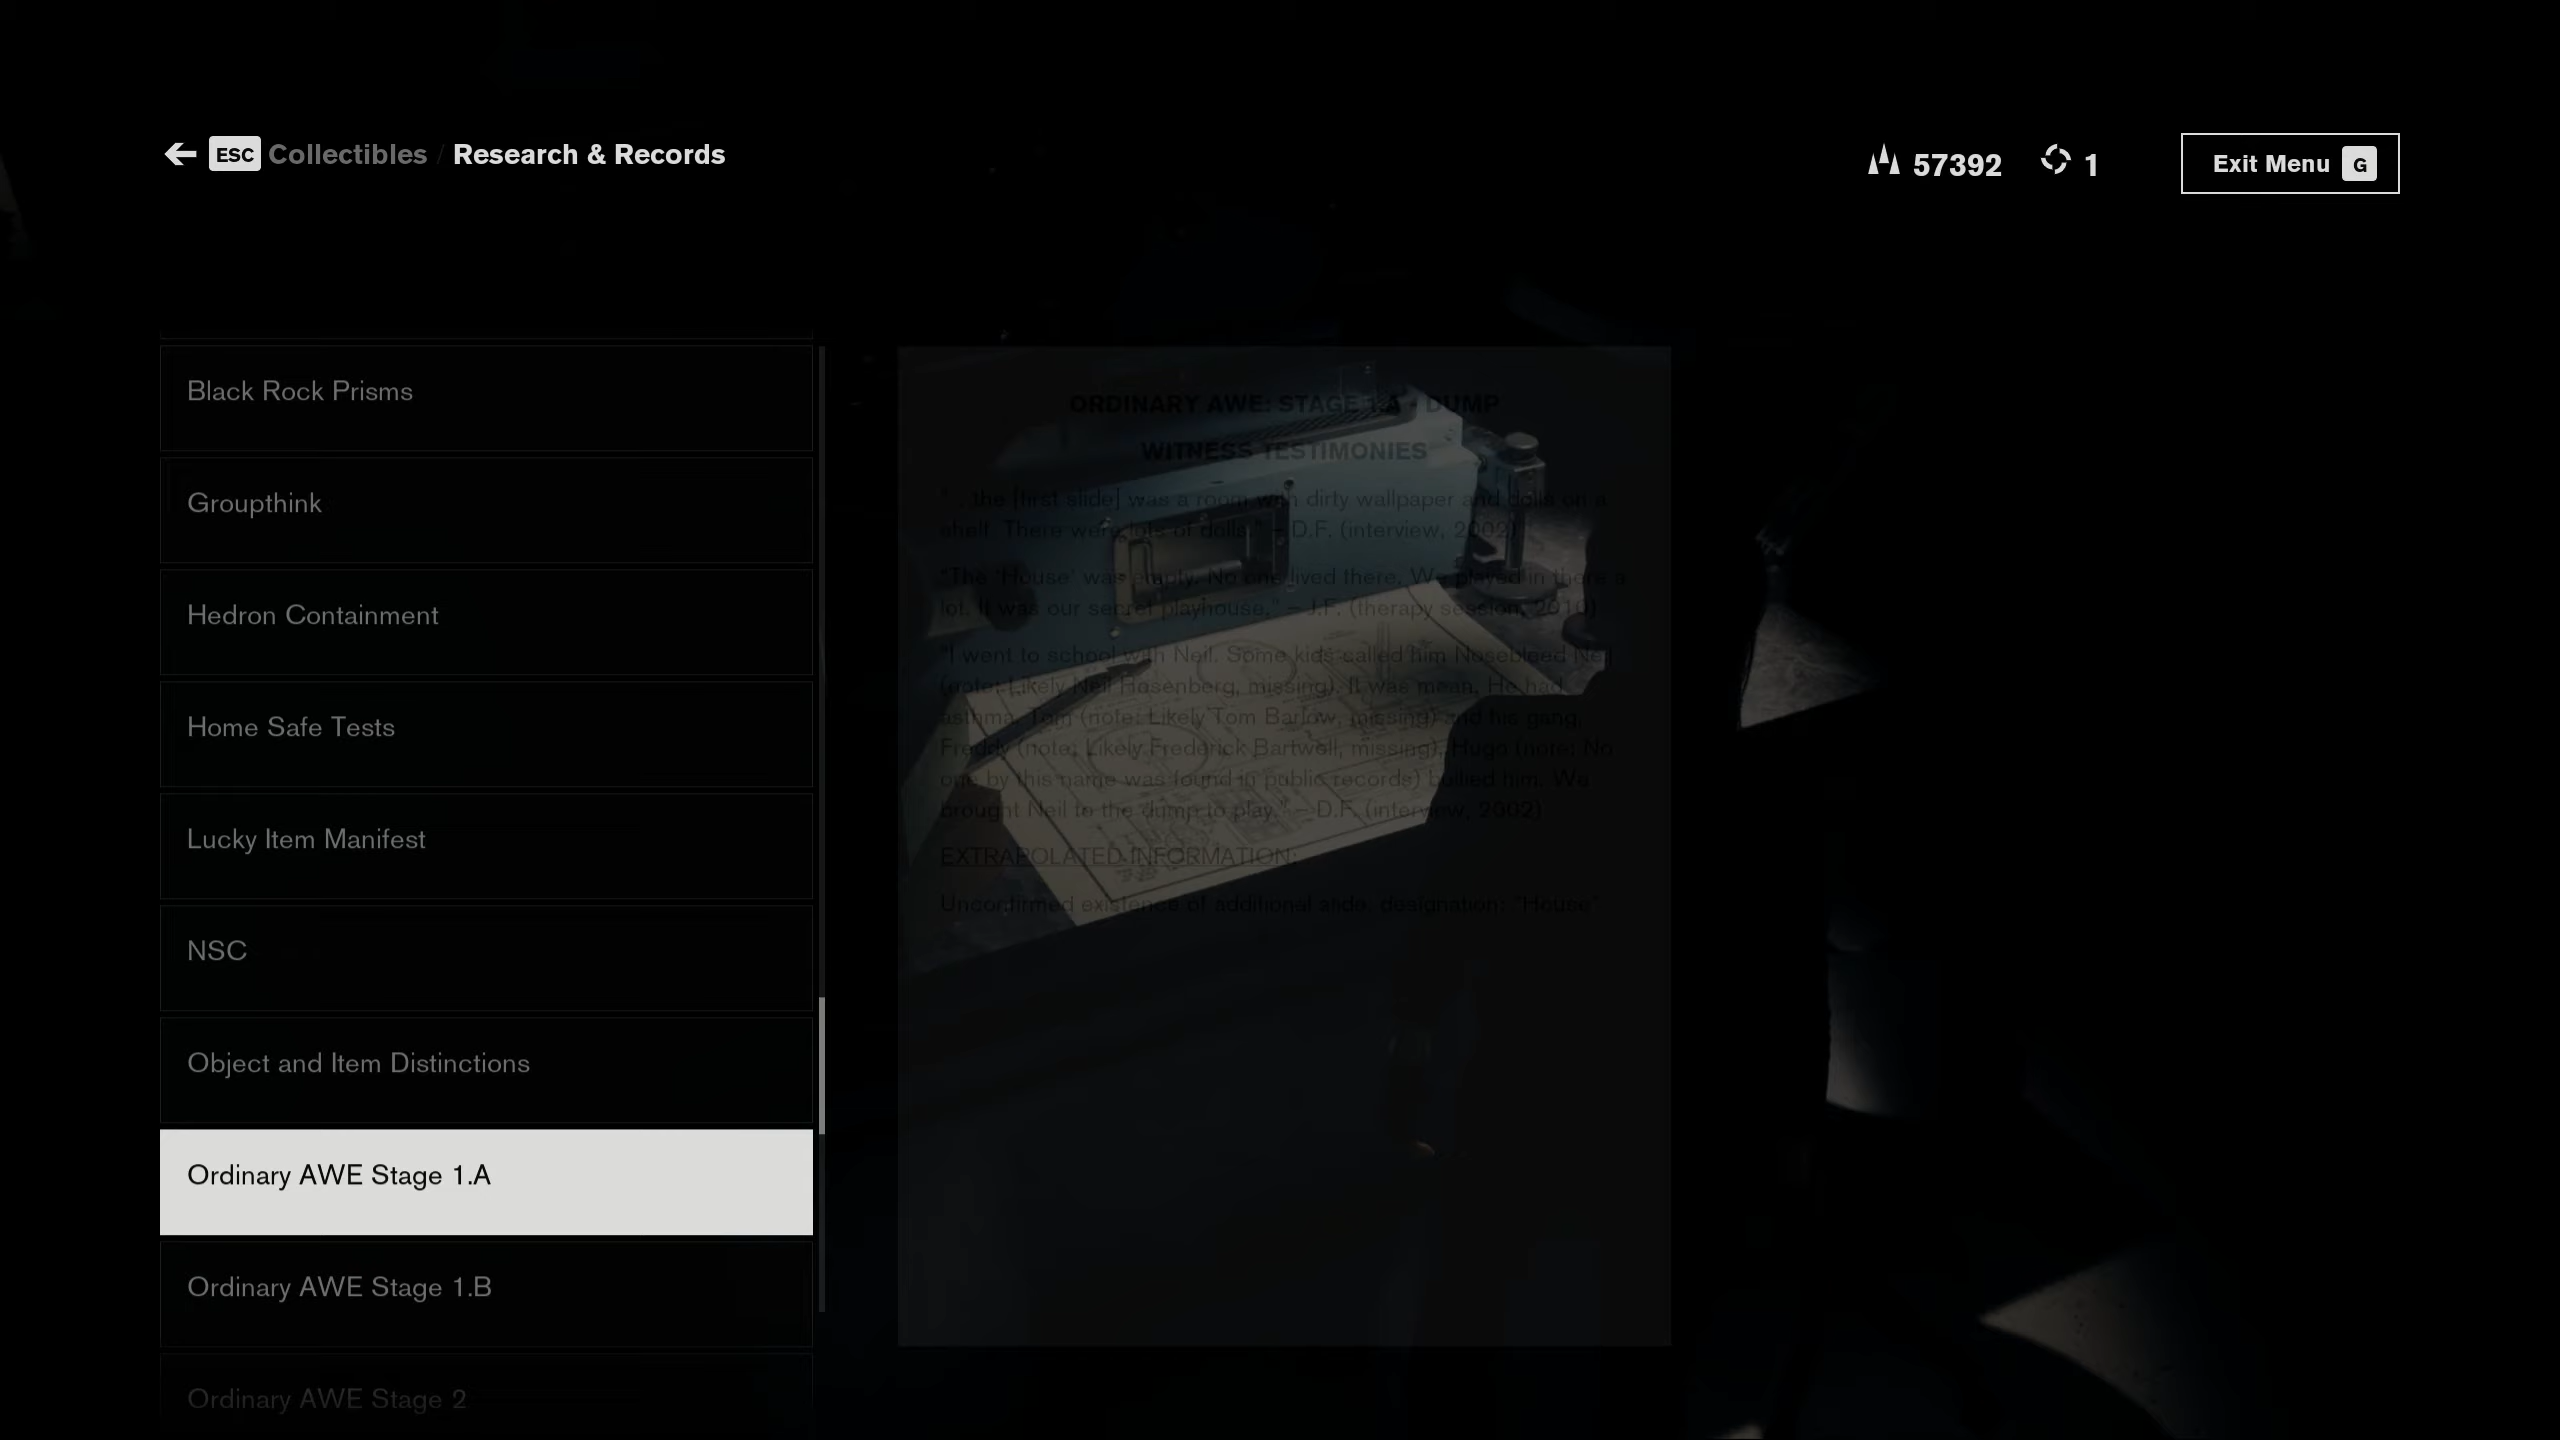 ESC Collectibles / Research & Records
57392 1
Exit Menu G
Black Rock Prisms
Groupthink
Hedron Containment
Home Safe Tests
Lucky Item Manifest
NSC
Object and Item Distinctions
Ordinary AWE Stage 1.A
Ordinary AWE Stage 1.B
Ordinary AWE Stage 2
ORDINARY AWE: STAGE 1.A - DUMP
WITNESS TESTIMONIES
the [first slide] was a room with dirty wallpaper and dolls on a
shelf. There were lots of dolls." – D.F. (interview, 2002)
"The 'House' was empty. No one lived there. We played in there a
lot. It was our secret playhouse." – J.F. (therapy session, 2010)
"I went to school with Neil. Some kids called him Nosebleed Neil
(note: Likely Neil Rosenberg, missing). It was mean. He had
asthma. Tom (note: Likely Tom Barlow, missing) and his gang,
Freddy (note: Likely Frederick Bartwell, missing), Hugo (note: No
one by this name was found in public records) bullied him. We
brought Neil to the dump to play." – D.F. (interview, 2002)
EXTRAPOLATED INFORMATION:
Unconfirmed existence of additional slide, designation: "House"